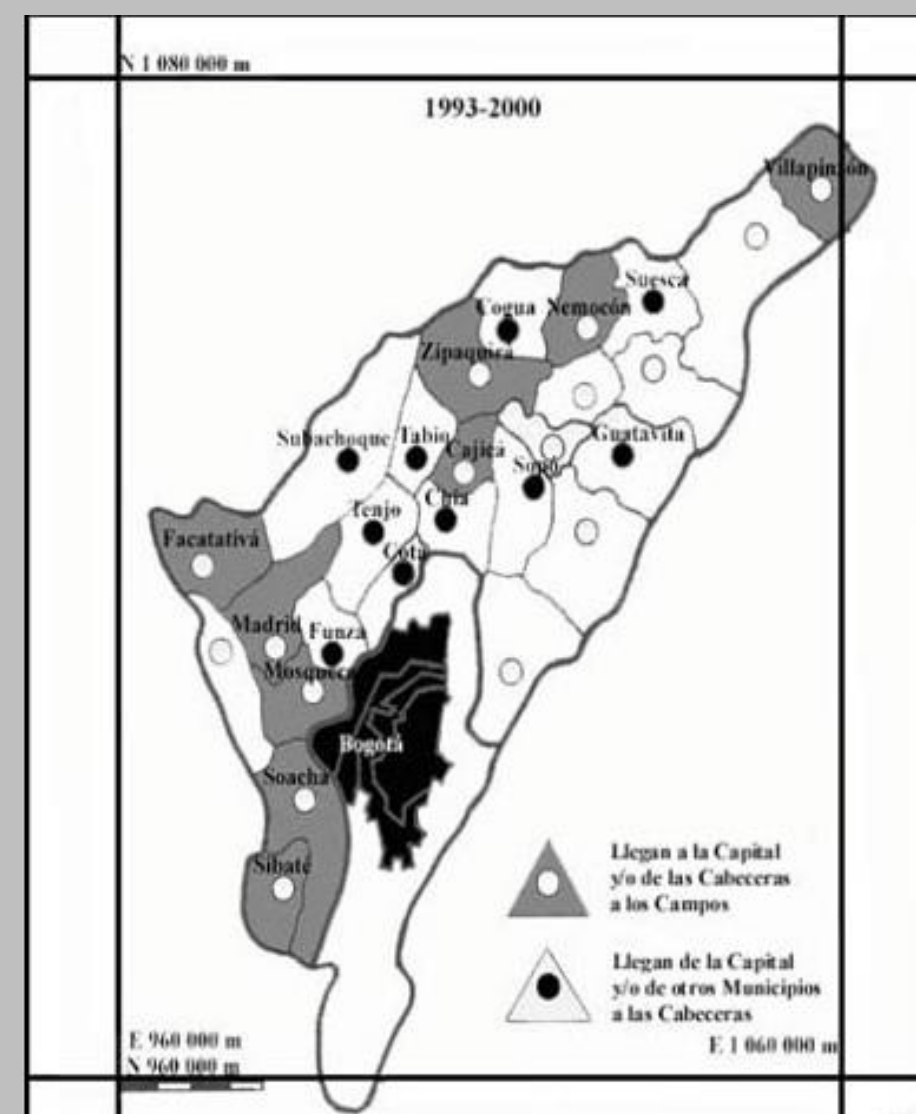 N 1 080 000 m
1993-2000
Villapinzón
Suesca
Cogua
Nemocón
Zipaquirá
Subachoque
Tabio
Cajicá
Guatavita
Sopó
Chía
Tenjo
Facatativá
Cota
Madrid
Funza
Mosquera
Bogotá
Soacha
Sibaté
Llegan a la Capital
y/o de las Cabeceras
a los Campos
Llegan de la Capital
y/o de otros Municipios
a las Cabeceras
E 960 000 m
E 1 060 000 m
N 960 000 m